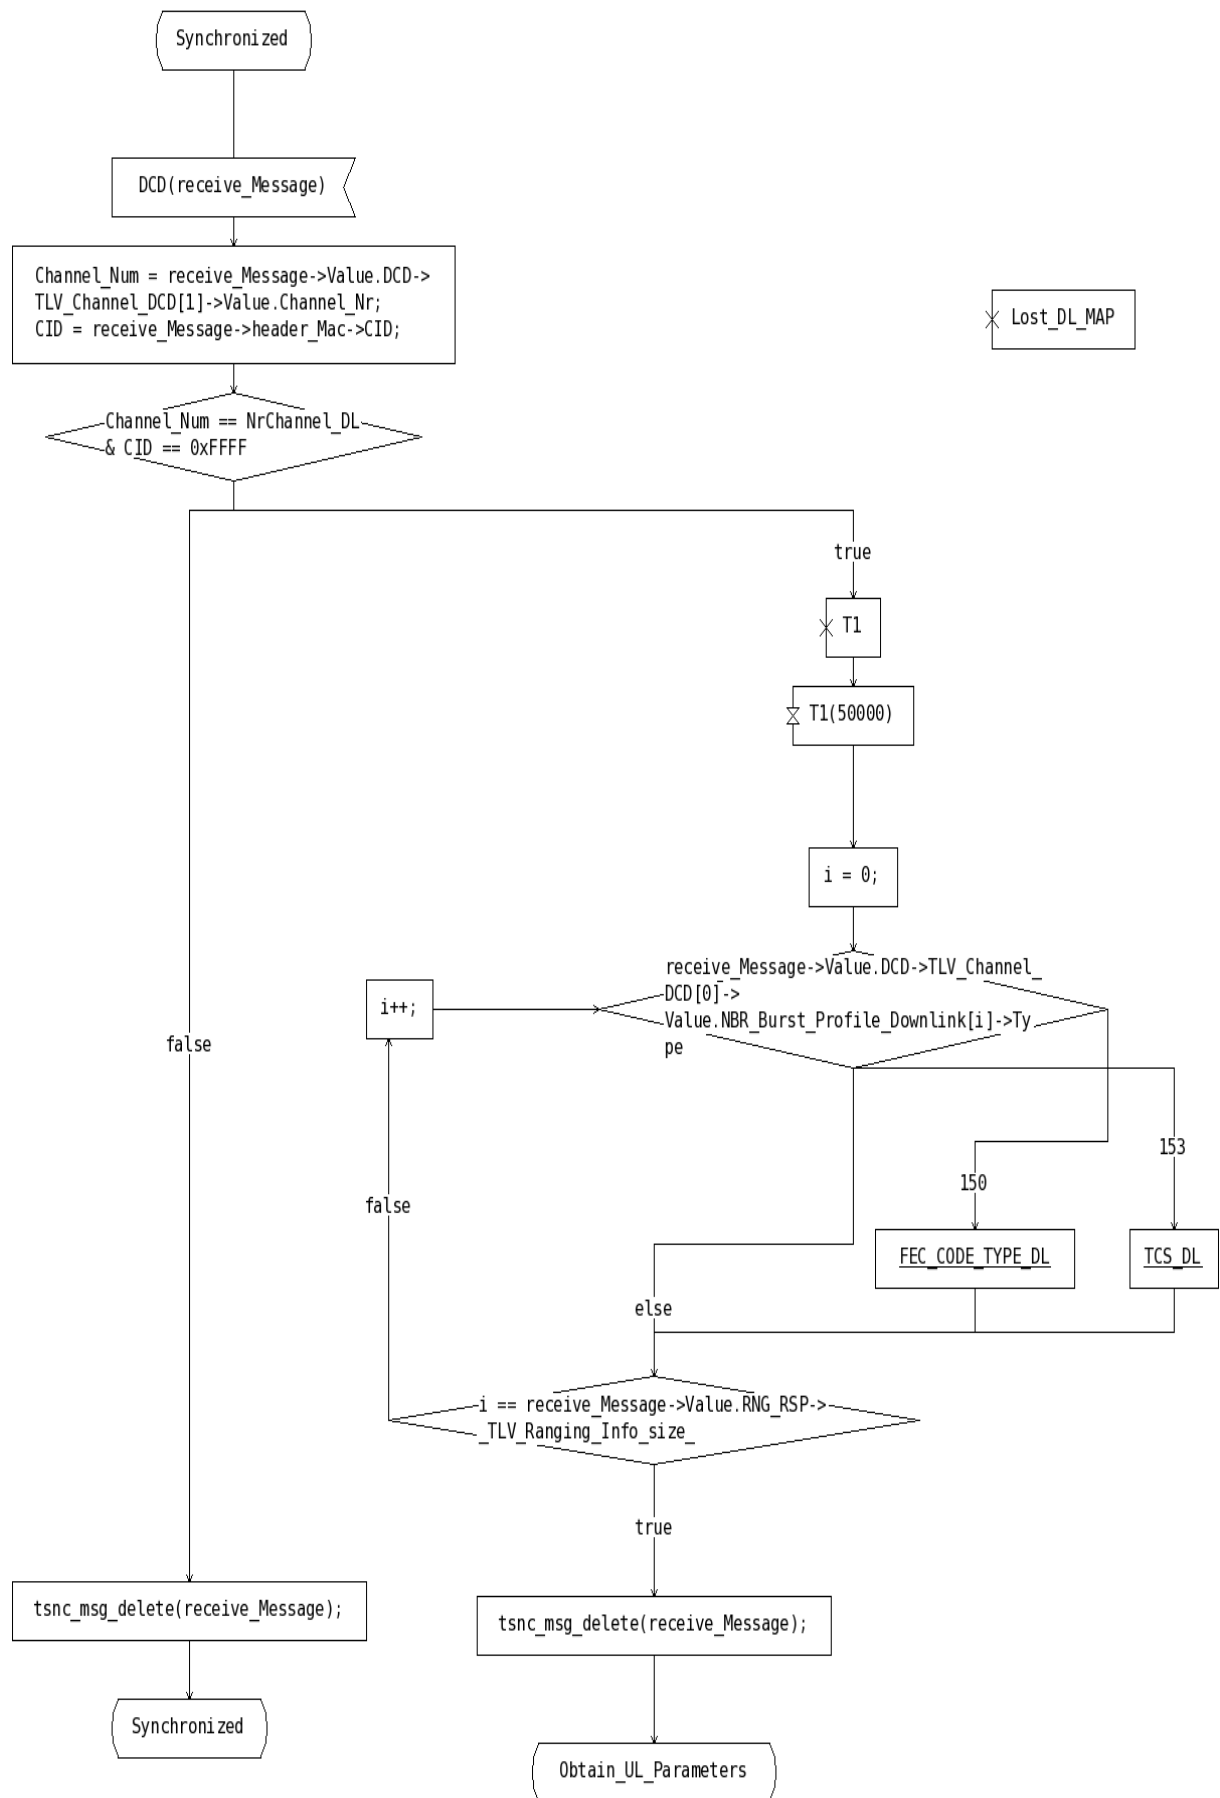 Synchronized
DCD(receive_Message)
Channel_Num = receive_Message->Value.DCD->
TLV_Channel_DCD[1]->Value.Channel_Nr;
CID = receive_Message->header_Mac->CID;
Lost_DL_MAP
Channel_Num == NrChannel_DL
& CID == 0xFFFF
true
T1
T1(50000)
i = 0;
receive_Message->Value.DCD->TLV_Channel_
DCD[0]->
Value.NBR_Burst_Profile_Downlink[i]->Ty
pe
i++;
false
153
150
false
FEC_CODE_TYPE_DL
TCS_DL
else
i == receive_Message->Value.RNG_RSP->
_TLV_Ranging_Info_size_
true
tsnc_msg_delete(receive_Message);
tsnc_msg_delete(receive_Message);
Synchronized
Obtain_UL_Parameters